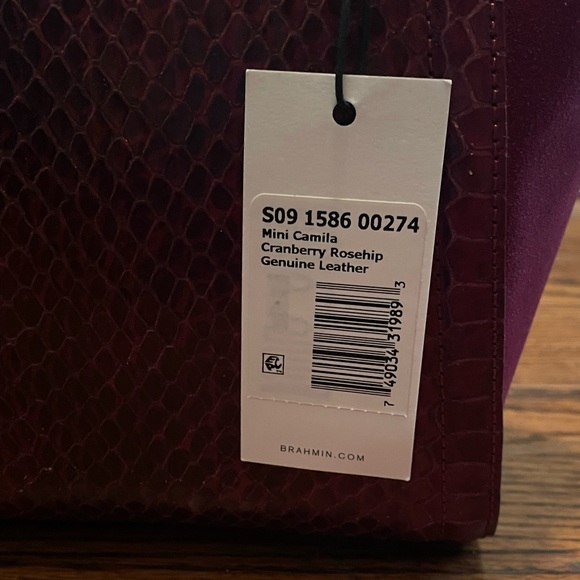 S09 1586 00274
Mini Camila
Cranberry Rosehip
Genuine Leather
7 49034 31989 3
BRAHMIN.COM